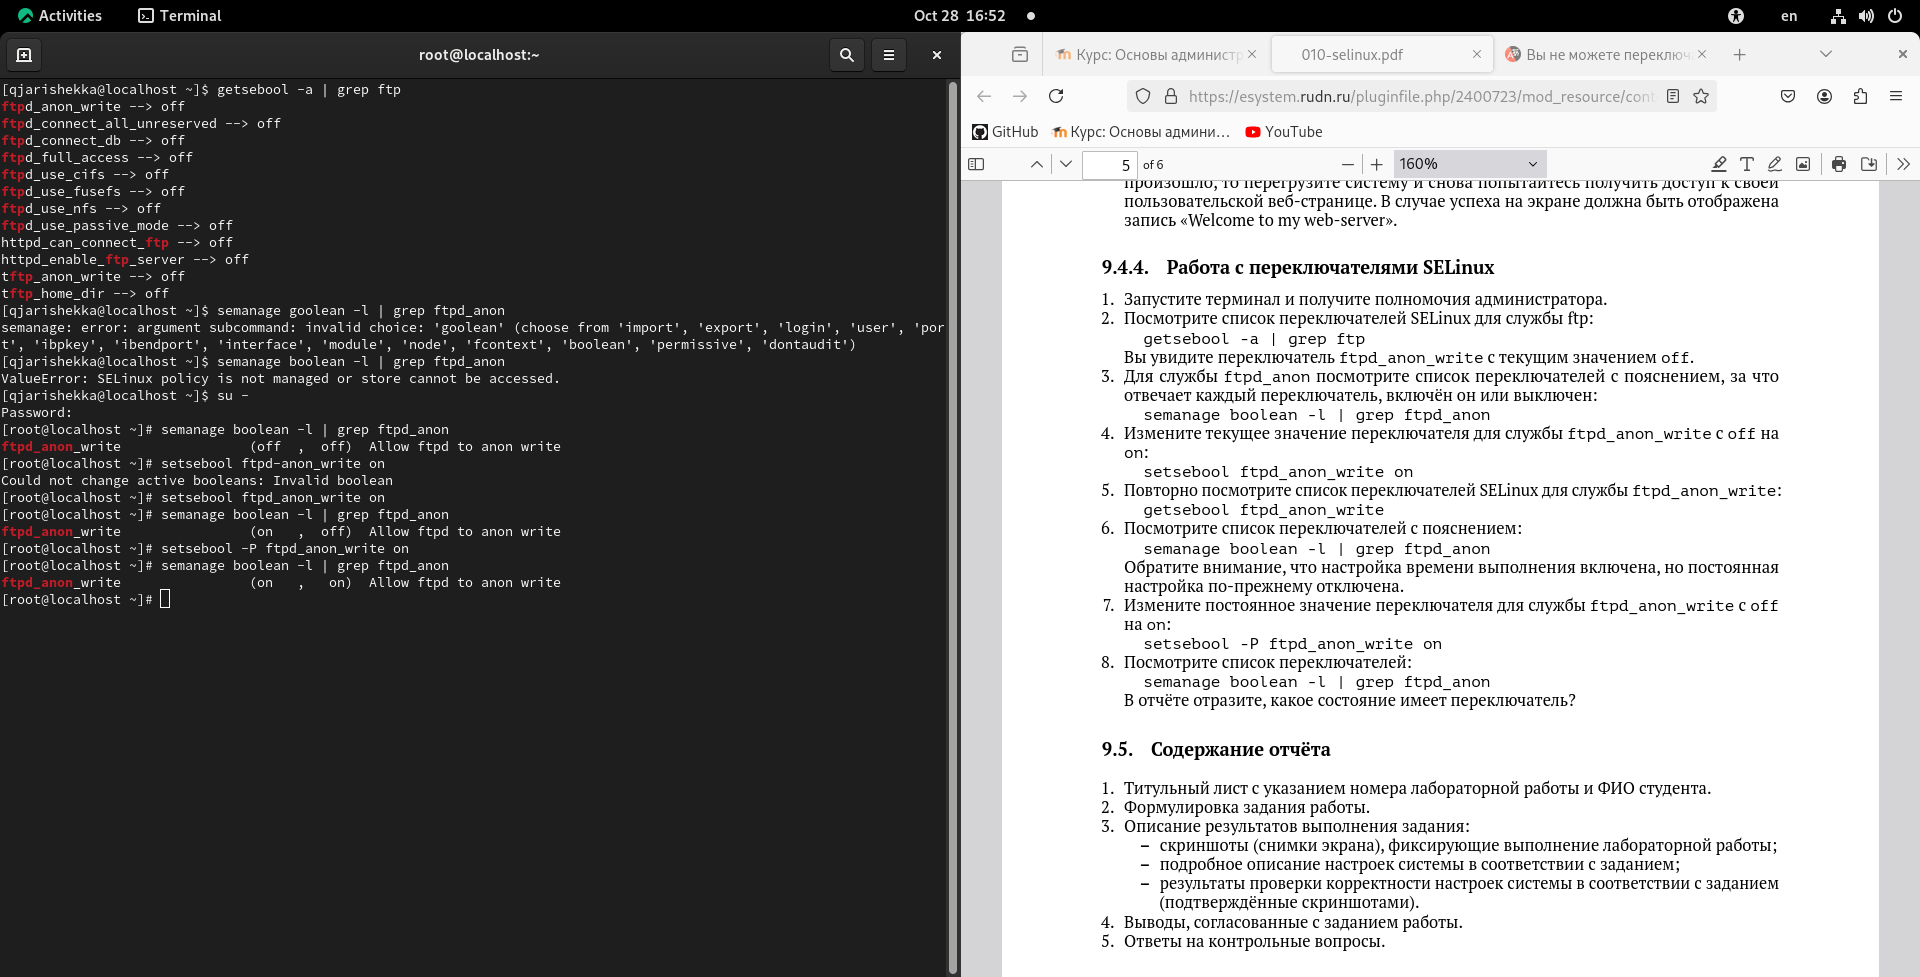 Activities
Terminal
Oct 28 16:52
en
root@localhost:~
[qjarishekka@localhost ~]$ getsebool -a | grep ftp
ftpd_anon_write --> off
ftpd_connect_all_unreserved --> off
ftpd_connect_db --> off
ftpd_full_access --> off
ftpd_use_cifs --> off
ftpd_use_fusefs --> off
ftpd_use_nfs --> off
ftpd_use_passive_mode --> off
httpd_can_connect_ftp --> off
httpd_enable_ftp_server --> off
tftp_anon_write --> off
tftp_home_dir --> off
[qjarishekka@localhost ~]$ semanage goolean -l | grep ftpd_anon
semanage: error: argument subcommand: invalid choice: 'goolean' (choose from 'import', 'export', 'login', 'user', 'por
t', 'ibpkey', 'ibendport', 'interface', 'module', 'node', 'fcontext', 'boolean', 'permissive', 'dontaudit')
[qjarishekka@localhost ~]$ semanage boolean -l | grep ftpd_anon
ValueError: SELinux policy is not managed or store cannot be accessed.
[qjarishekka@localhost ~]$ su -
Password:
[root@localhost ~]# semanage boolean -l | grep ftpd_anon
ftpd_anon_write                (off  ,  off)  Allow ftpd to anon write
[root@localhost ~]# setsebool ftpd-anon_write on
Could not change active booleans: Invalid boolean
[root@localhost ~]# setsebool ftpd_anon_write on
[root@localhost ~]# semanage boolean -l | grep ftpd_anon
ftpd_anon_write                (on   ,  off)  Allow ftpd to anon write
[root@localhost ~]# setsebool -P ftpd_anon_write on
[root@localhost ~]# semanage boolean -l | grep ftpd_anon
ftpd_anon_write                (on   ,   on)  Allow ftpd to anon write
[root@localhost ~]#
Курс: Основы администр
010-selinux.pdf
Вы не можете переключ
https://esystem.rudn.ru/pluginfile.php/2400723/mod_resource/cont
GitHub
Курс: Основы админи…
YouTube
5 of 6
160%
произошло, то перегрузите систему и снова попытайтесь получить доступ к своей
пользовательской веб-странице. В случае успеха на экране должна быть отображена
запись «Welcome to my web-server».
9.4.4. Работа с переключателями SELinux
1. Запустите терминал и получите полномочия администратора.
2. Посмотрите список переключателей SELinux для службы ftp:
getsebool -a | grep ftp
Вы увидите переключатель ftpd_anon_write с текущим значением off.
3. Для службы ftpd_anon посмотрите список переключателей с пояснением, за что
отвечает каждый переключатель, включён он или выключен:
semanage boolean -l | grep ftpd_anon
4. Измените текущее значение переключателя для службы ftpd_anon_write с off на
on:
setsebool ftpd_anon_write on
5. Повторно посмотрите список переключателей SELinux для службы ftpd_anon_write:
getsebool ftpd_anon_write
6. Посмотрите список переключателей с пояснением:
semanage boolean -l | grep ftpd_anon
Обратите внимание, что настройка времени выполнения включена, но постоянная
настройка по-прежнему отключена.
7. Измените постоянное значение переключателя для службы ftpd_anon_write с off
на on:
setsebool -P ftpd_anon_write on
8. Посмотрите список переключателей:
semanage boolean -l | grep ftpd_anon
В отчёте отразите, какое состояние имеет переключатель?
9.5. Содержание отчёта
1. Титульный лист с указанием номера лабораторной работы и ФИО студента.
2. Формулировка задания работы.
3. Описание результатов выполнения задания:
– скриншоты (снимки экрана), фиксирующие выполнение лабораторной работы;
– подробное описание настроек системы в соответствии с заданием;
– результаты проверки корректности настроек системы в соответствии с заданием
(подтверждённые скриншотами).
4. Выводы, согласованные с заданием работы.
5. Ответы на контрольные вопросы.